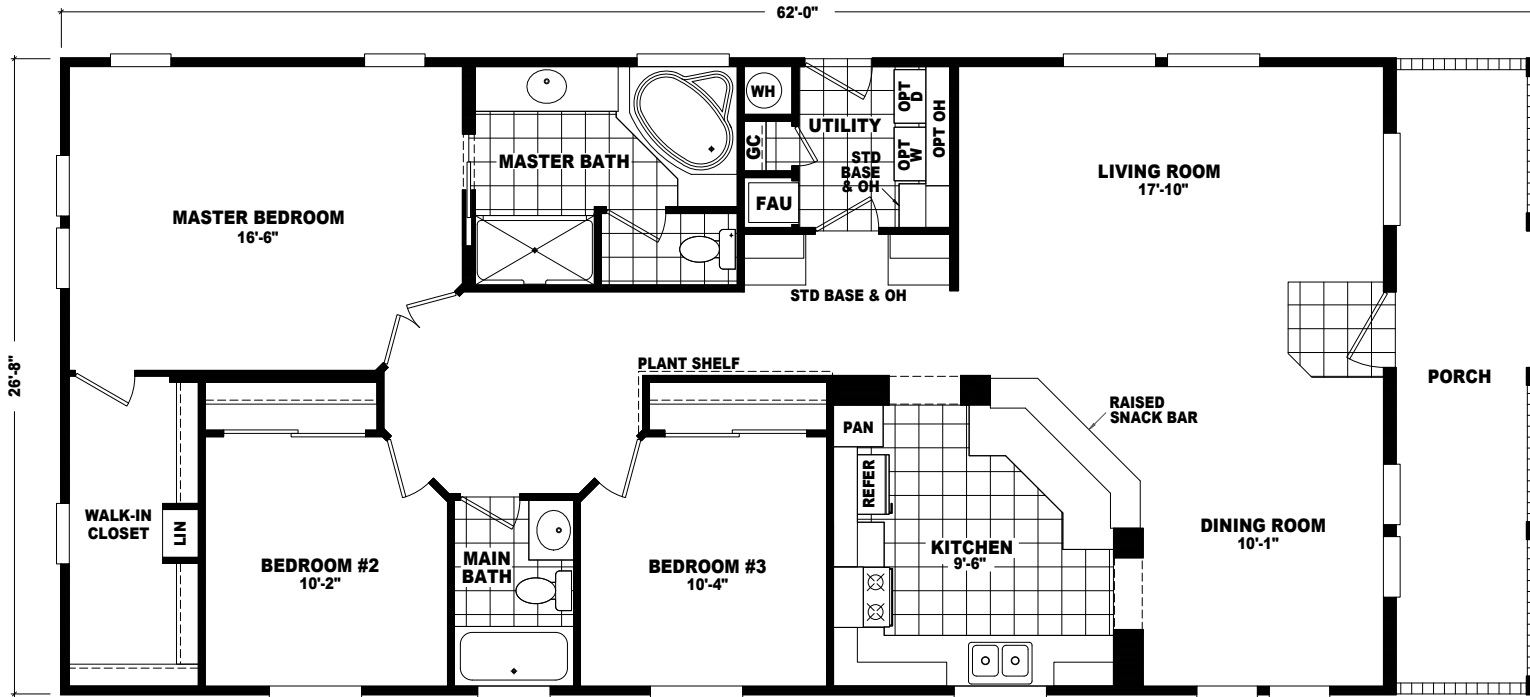 62'-0"
26'-8"
MASTER BEDROOM
16'-6"
MASTER BATH
WH
GC
FAU
UTILITY
STD
BASE
& OH
OPT
D
OPT
W
OPT OH
STD BASE & OH
LIVING ROOM
17'-10"
PORCH
PLANT SHELF
RAISED
SNACK BAR
PAN
REFER
KITCHEN
9'-6"
DINING ROOM
10'-1"
WALK-IN
CLOSET
LIN
BEDROOM #2
10'-2"
MAIN
BATH
BEDROOM #3
10'-4"